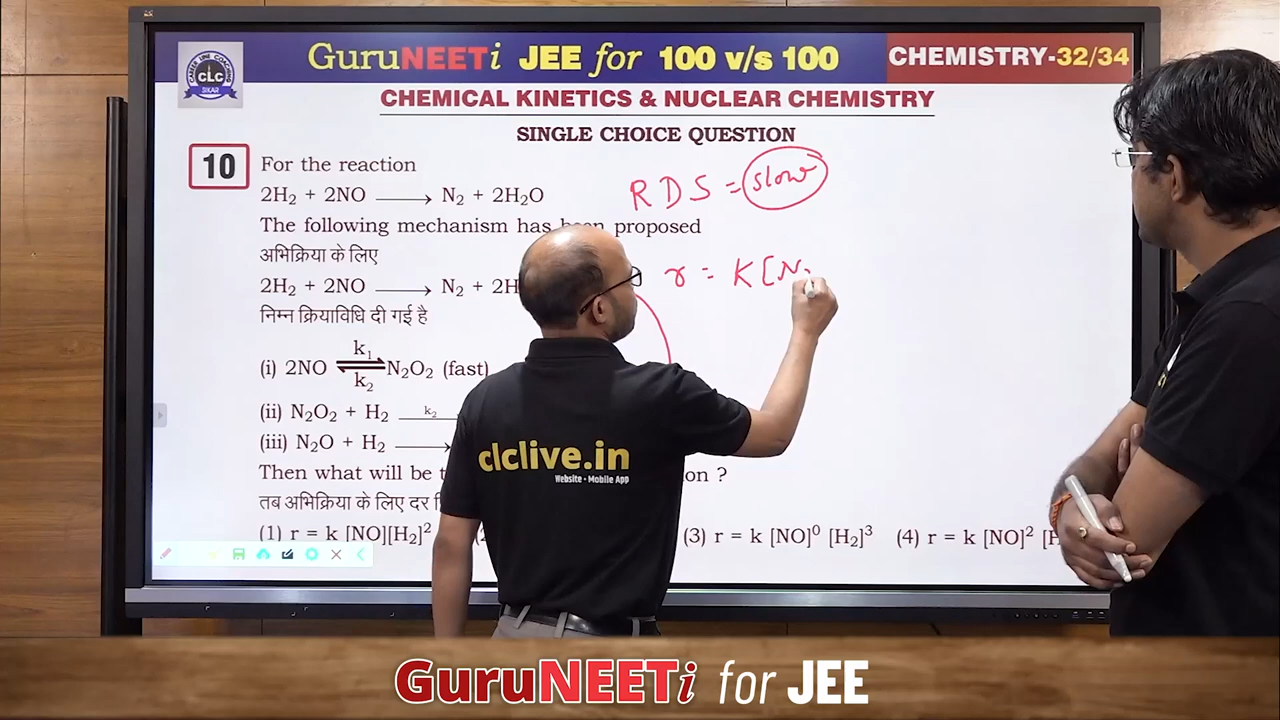 GuruNEETi JEE for 100 v/s 100
CHEMISTRY-32/34
CLC
SIKAR
CHEMICAL KINETICS & NUCLEAR CHEMISTRY
SINGLE CHOICE QUESTION
10 For the reaction
2H₂ + 2NO ⟶ N₂ + 2H₂O
RDS = slow
The following mechanism has been proposed
अभिक्रिया के लिए
2H₂ + 2NO ⟶ N₂ + 2H
r = K[N
निम्न क्रियाविधि दी गई है
(i) 2NO ⇌ N₂O₂ (fast)
k₁
k₂
(ii) N₂O₂ + H₂ ⟶
k₂
(iii) N₂O + H₂ ⟶
Then what will be t on ?
तब अभिक्रिया के लिए दर
(1) r = k [NO][H₂]² (3) r = k [NO]⁰ [H₂]³ (4) r = k [NO]² [H
clclive.in
Website • Mobile App
GuruNEETi for JEE